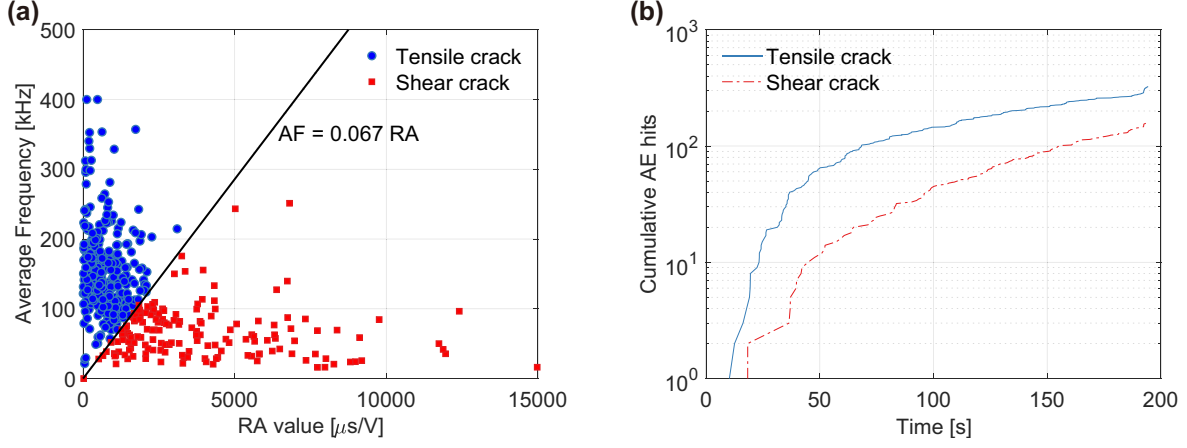 (a)
500
400
300
200
100
0
Average Frequency [kHz]
Tensile crack
Shear crack
AF = 0.067 RA
0
5000
10000
15000
RA value [μs/V]
(b)
10³
10²
10¹
10⁰
Cumulative AE hits
Tensile crack
Shear crack
0
50
100
150
200
Time [s]